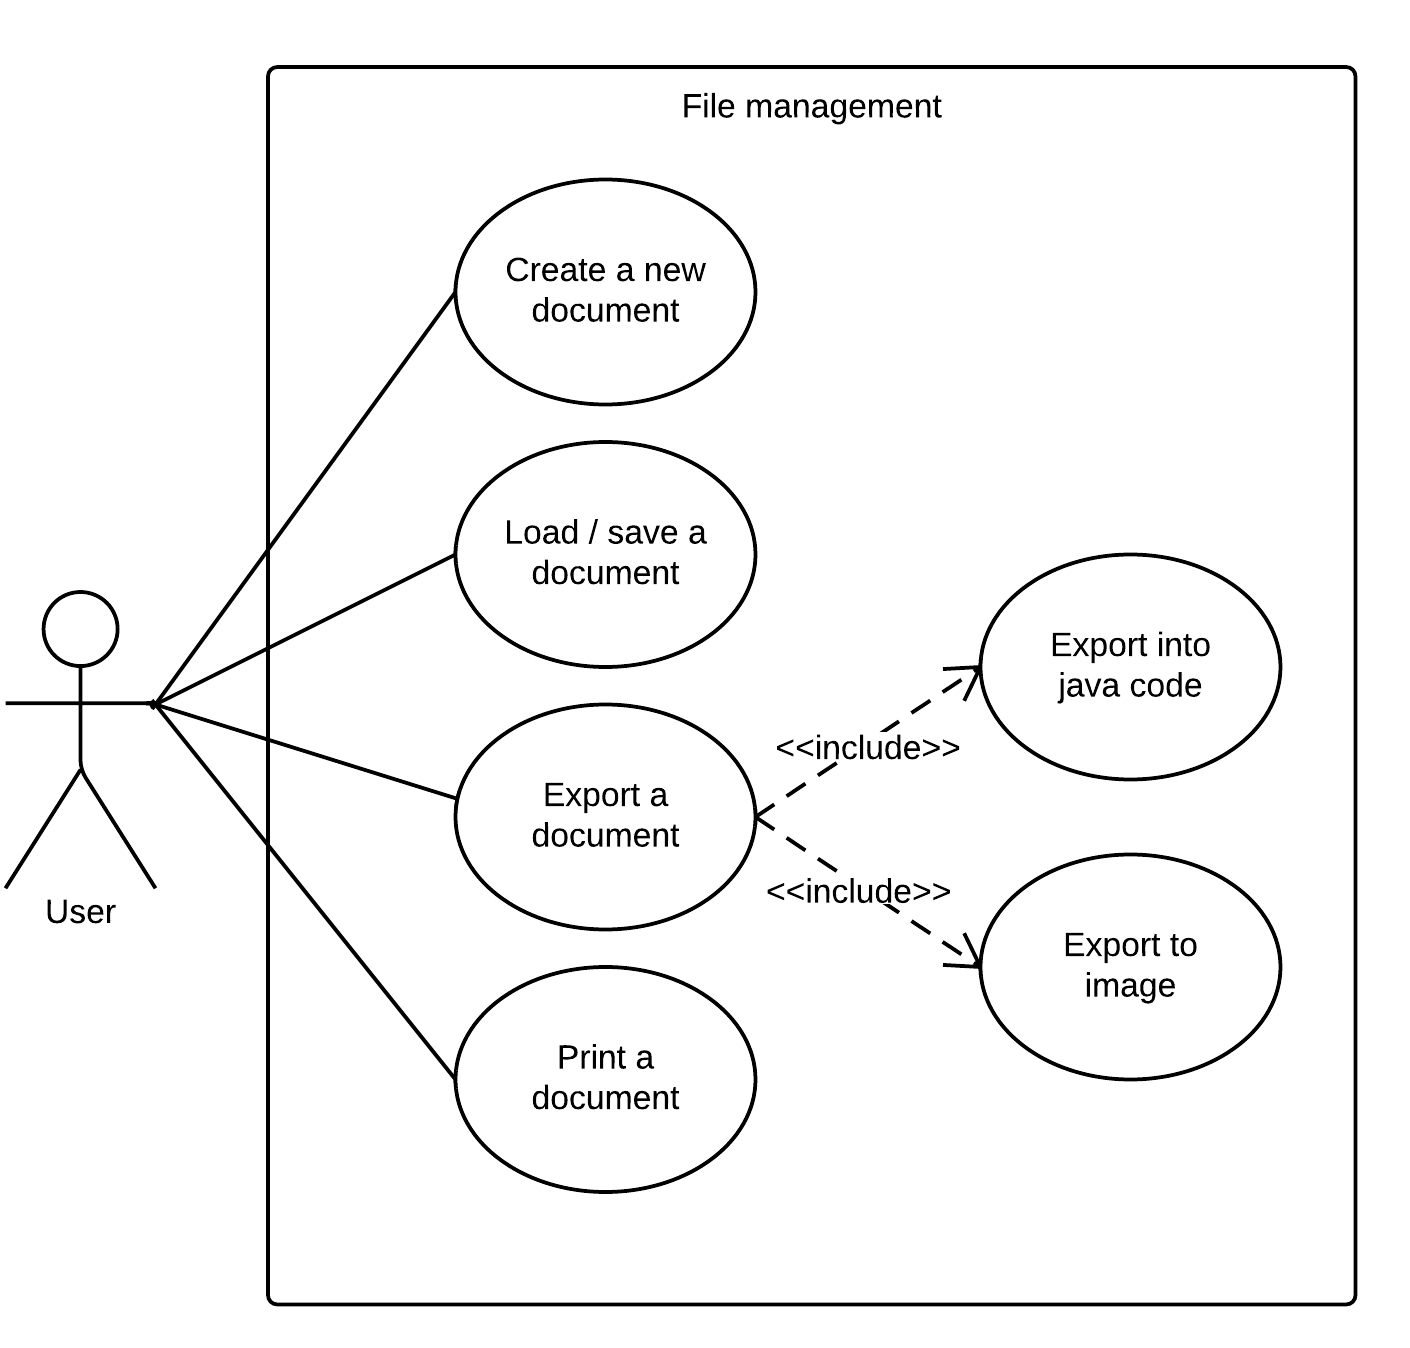 File management
Create a new
document
Load / save a
document
Export into
java code
<<include>>
Export a
document
<<include>>
User
Export to
image
Print a
document